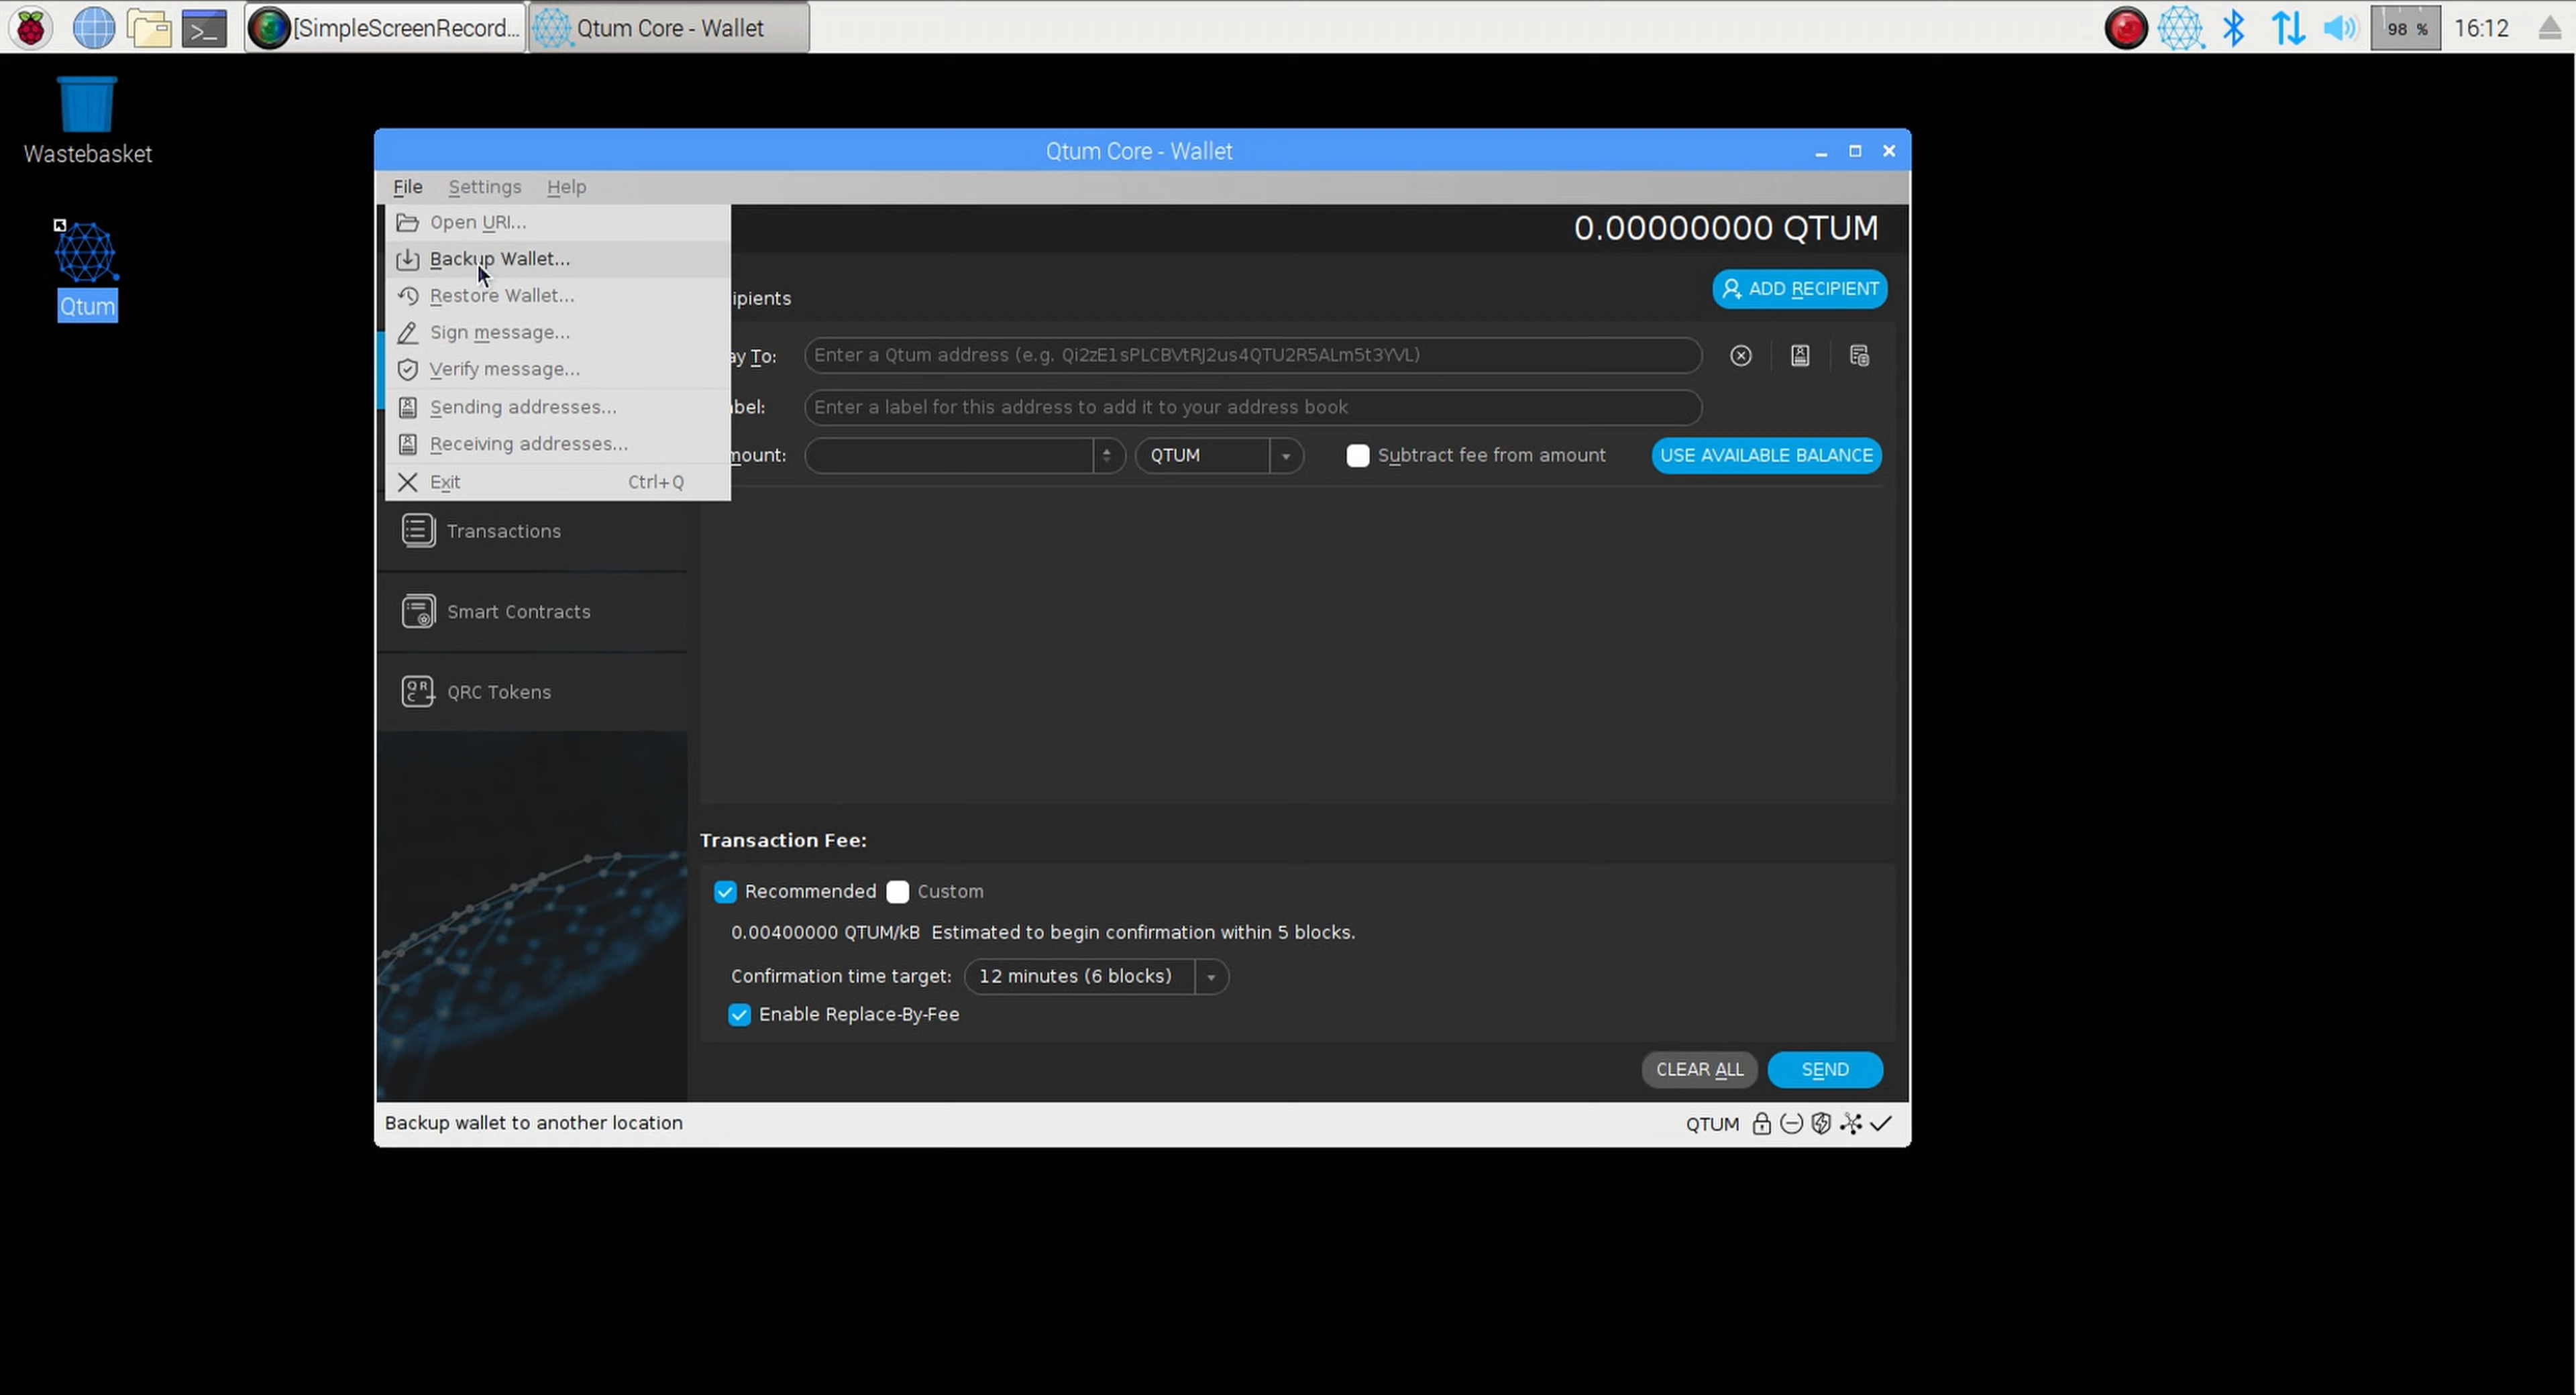 [SimpleScreenRecord...
Qtum Core - Wallet
98 %
16:12
Wastebasket
Qtum
Qtum Core - Wallet
File Settings Help
Open URI...
Backup Wallet...
Restore Wallet...
Sign message...
Verify message...
Sending addresses...
Receiving addresses...
Exit Ctrl+Q
Transactions
Smart Contracts
QRC Tokens
0.00000000 QTUM
ipients
ADD RECIPIENT
ay To: Enter a Qtum address (e.g. Qi2zE1sPLCBVtRJ2us4QTU2R5ALm5t3YVL)
bel: Enter a label for this address to add it to your address book
mount: QTUM Subtract fee from amount USE AVAILABLE BALANCE
Transaction Fee:
Recommended Custom
0.00400000 QTUM/kB Estimated to begin confirmation within 5 blocks.
Confirmation time target: 12 minutes (6 blocks)
Enable Replace-By-Fee
CLEAR ALL SEND
Backup wallet to another location
QTUM